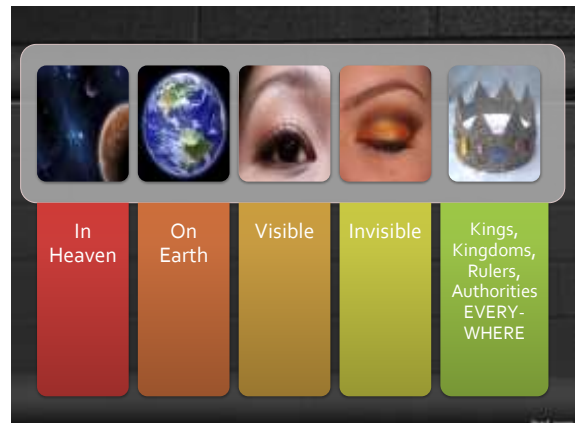 In
Heaven
On
Earth
Visible
Invisible
Kings,
Kingdoms,
Rulers,
Authorities
EVERY-
WHERE